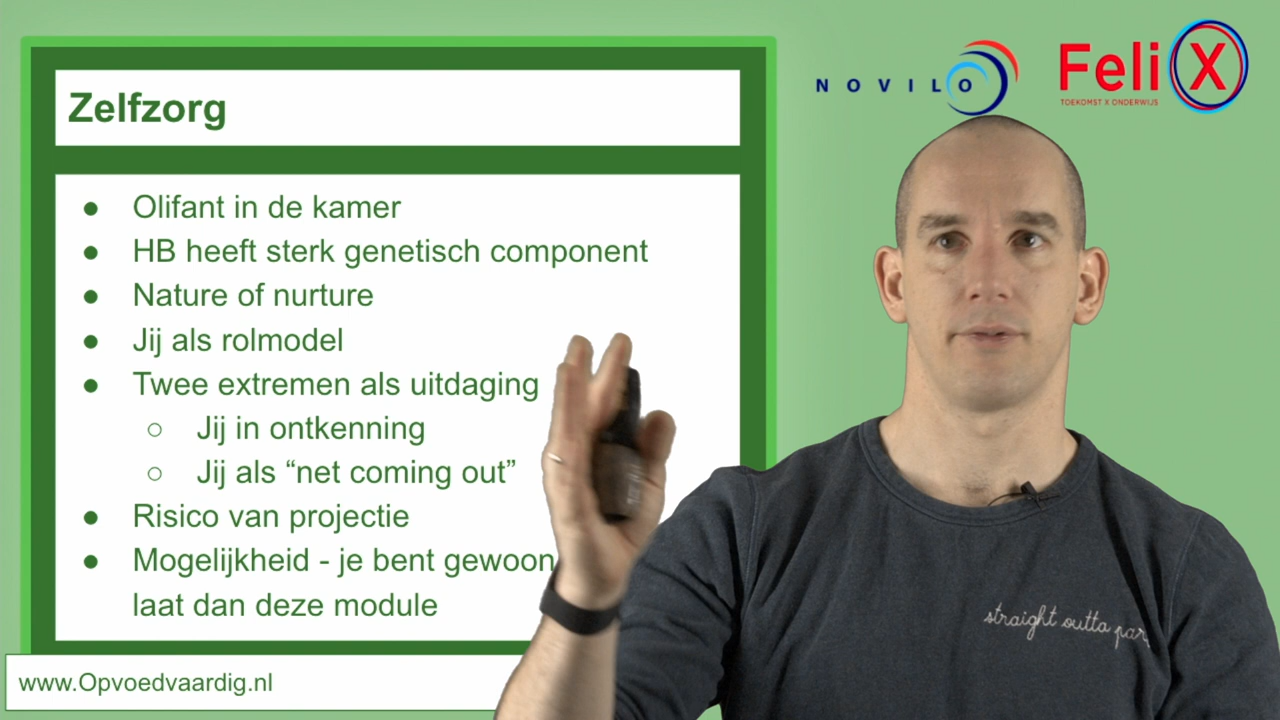 Zelfzorg
NOVILO
FeliX
TOEKOMST X ONDERWIJS
● Olifant in de kamer
● HB heeft sterk genetisch component
● Nature of nurture
● Jij als rolmodel
● Twee extremen als uitdaging
○ Jij in ontkenning
○ Jij als “net coming out”
● Risico van projectie
● Mogelijkheid - je bent gewoon
laat dan deze module
www.Opvoedvaardig.nl
straight outta